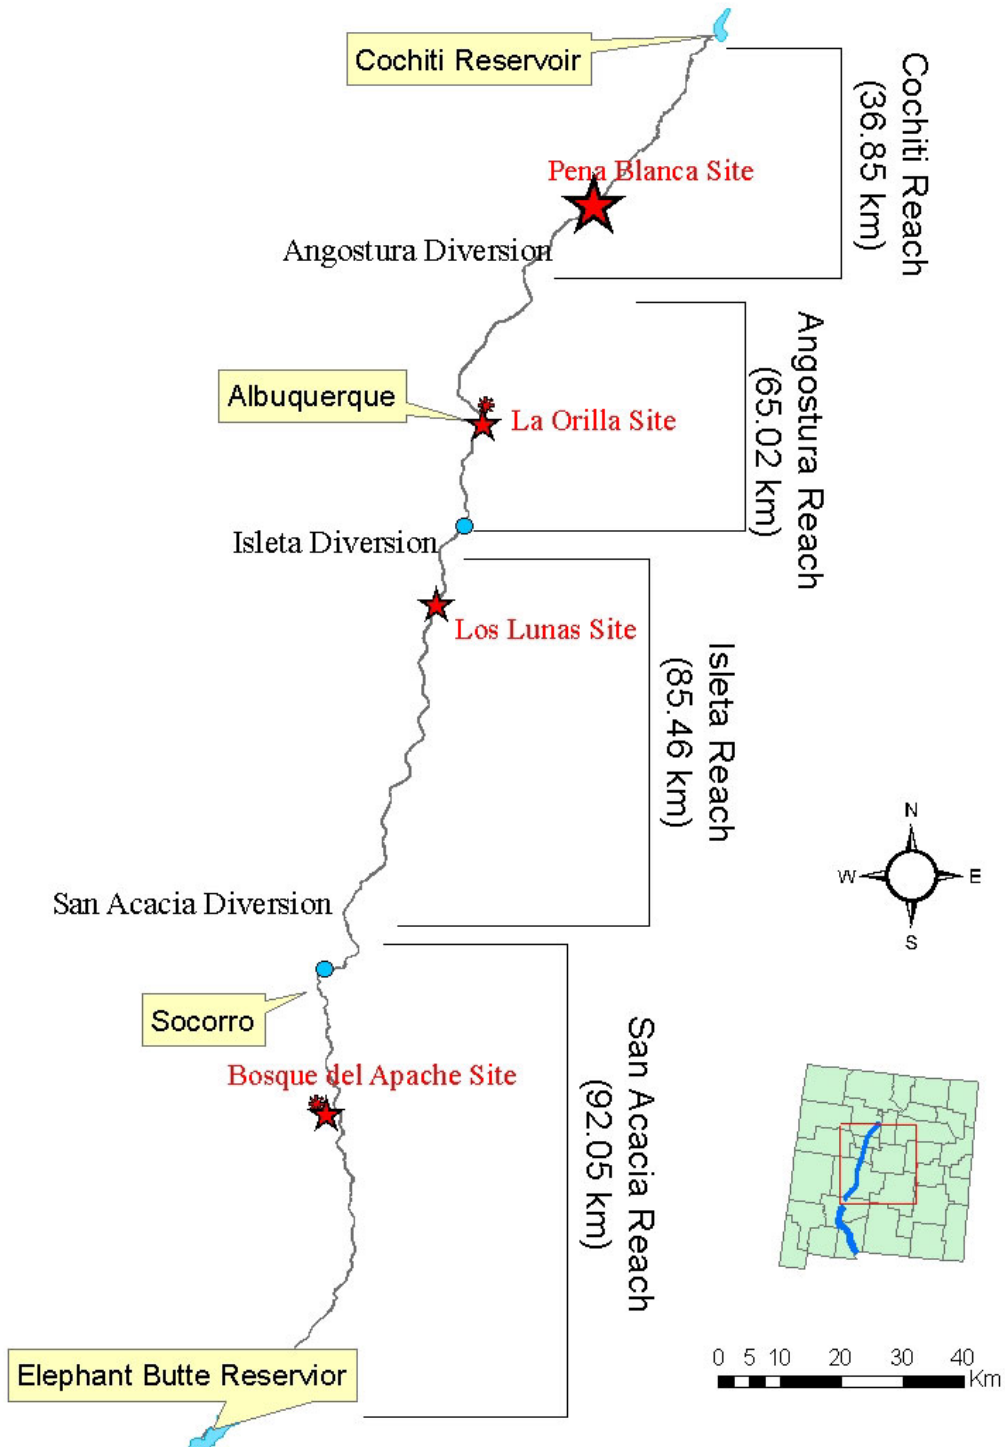 Cochiti Reservoir
Cochiti Reach
(36.85 km)
Pena Blanca Site
Angostura Diversion
Angostura Reach
(65.02 km)
Albuquerque
La Orilla Site
Isleta Diversion
Los Lunas Site
Isleta Reach
(85.46 km)
N
W
E
S
San Acacia Diversion
Socorro
San Acacia Reach
(92.05 km)
Bosque del Apache Site
Elephant Butte Reservior
0 5 10 20 30 40
Km